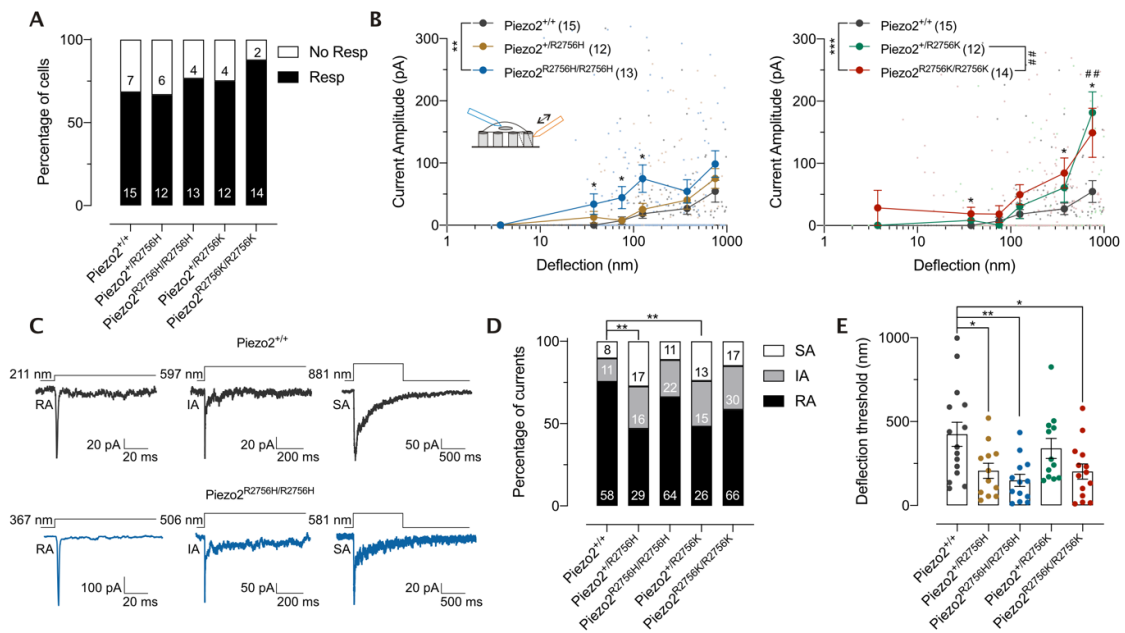 A
No Resp
Resp
Percentage of cells
100
50
0
7
6
4
4
2
15
12
13
12
14
Piezo2+/+
Piezo2+/R2756H
Piezo2R2756H/R2756H
Piezo2+/R2756K
Piezo2R2756K/R2756K
B
Current Amplitude (pA)
300
200
100
0
**
Piezo2+/+ (15)
Piezo2+/R2756H (12)
Piezo2R2756H/R2756H (13)
* * *
1 10 100 1000
Deflection (nm)
Current Amplitude (pA)
300
200
100
0
***
Piezo2+/+ (15)
Piezo2+/R2756K (12)
Piezo2R2756K/R2756K (14)
##
##
* * *
1 10 100 1000
Deflection (nm)
C
Piezo2+/+
211 nm
RA
20 pA
20 ms
597 nm
IA
20 pA
200 ms
881 nm
SA
50 pA
500 ms
Piezo2R2756H/R2756H
367 nm
RA
100 pA
20 ms
506 nm
IA
50 pA
200 ms
581 nm
SA
20 pA
500 ms
D
Percentage of currents
100
50
0
**
**
SA
IA
RA
8
17
11
13
17
11
16
22
15
30
58
29
64
26
66
Piezo2+/+
Piezo2+/R2756H
Piezo2R2756H/R2756H
Piezo2+/R2756K
Piezo2R2756K/R2756K
E
Deflection threshold (nm)
1000
500
0
*
**
*
Piezo2+/+
Piezo2+/R2756H
Piezo2R2756H/R2756H
Piezo2+/R2756K
Piezo2R2756K/R2756K